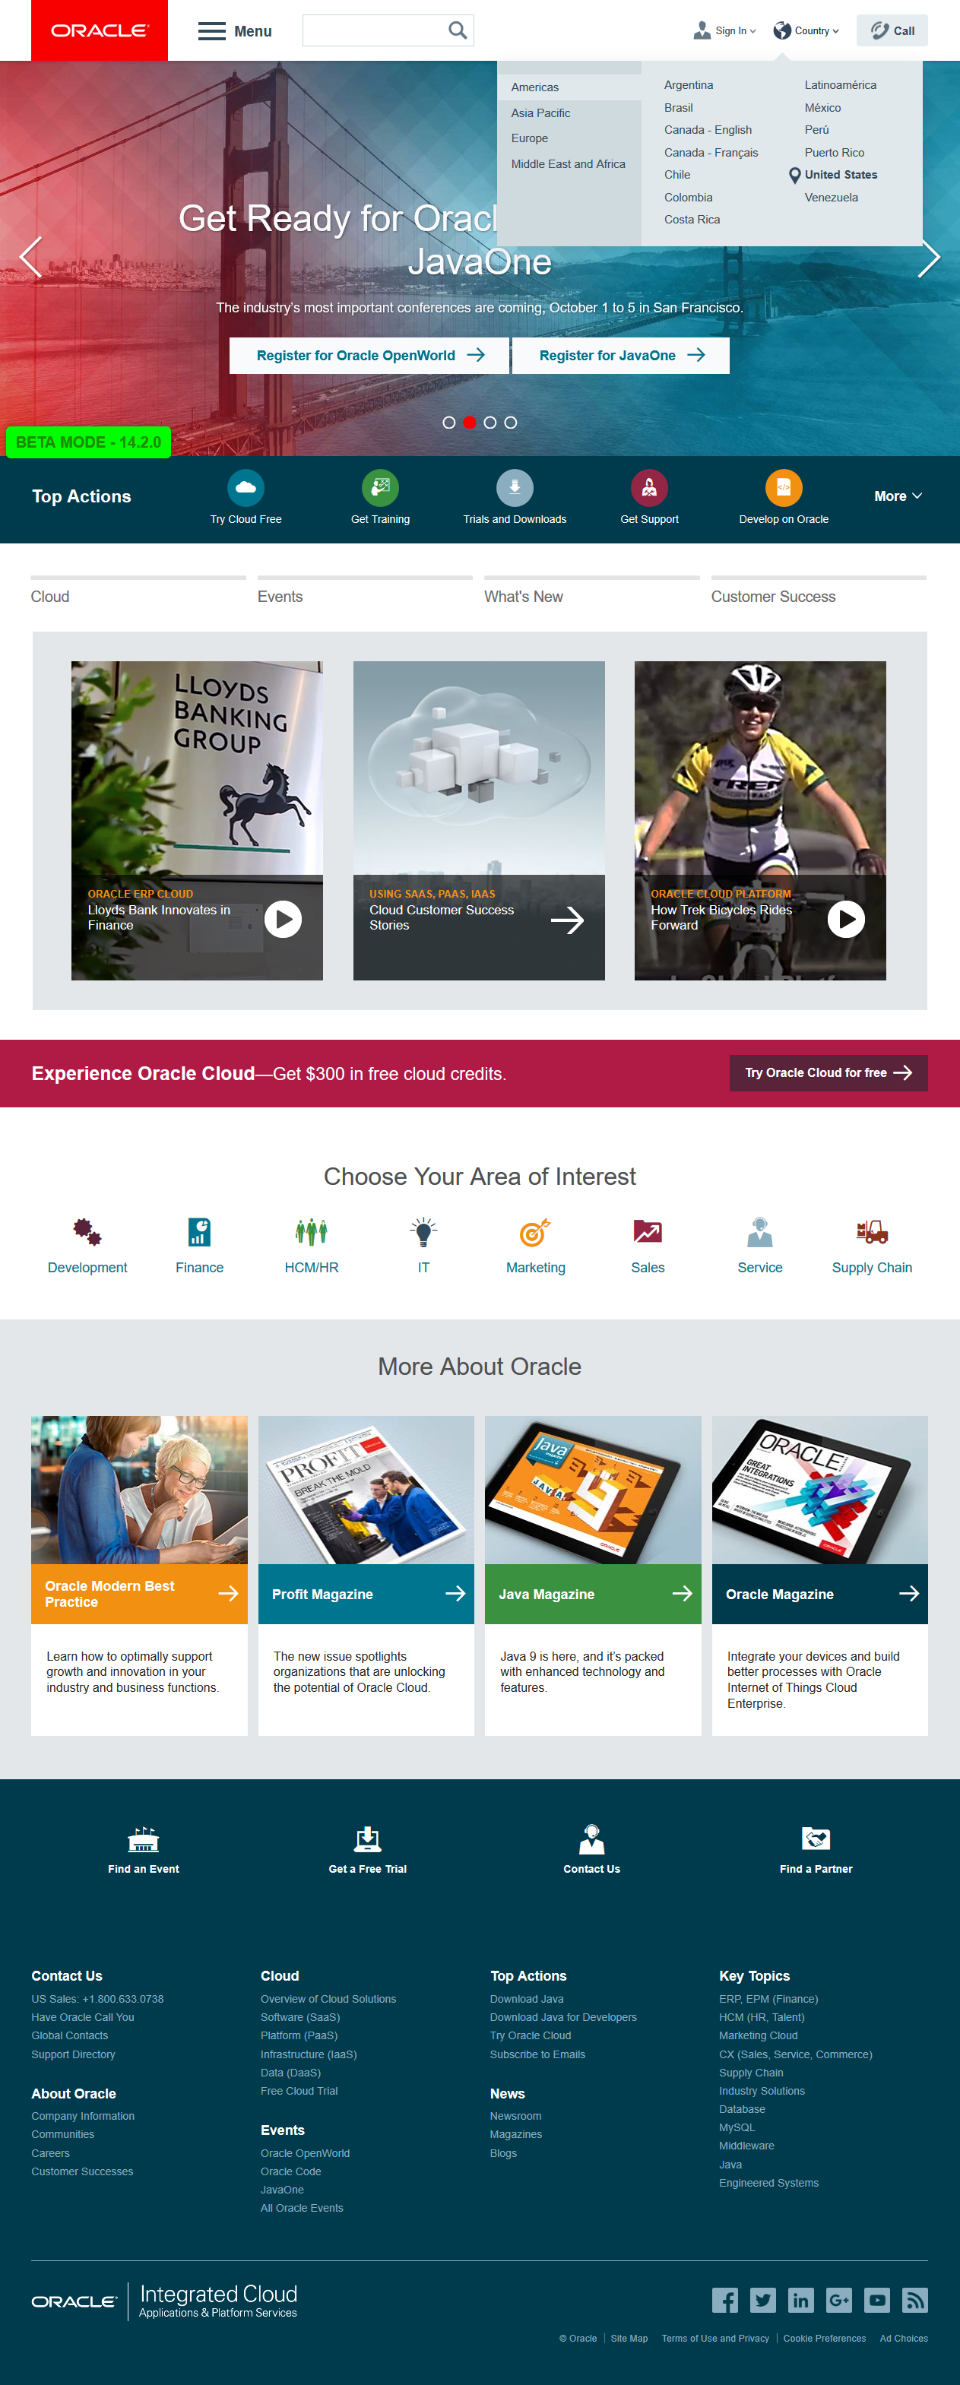 ORACLE
Menu
Sign In
Country
Call
Americas
Asia Pacific
Europe
Middle East and Africa
Argentina
Brasil
Canada - English
Canada - Français
Chile
Colombia
Costa Rica
Latinoamérica
México
Perú
Puerto Rico
United States
Venezuela
Get Ready for Oracl
JavaOne
The industry's most important conferences are coming, October 1 to 5 in San Francisco.
Register for Oracle OpenWorld
Register for JavaOne
BETA MODE - 14.2.0
Top Actions
Try Cloud Free
Get Training
Trials and Downloads
Get Support
Develop on Oracle
More
Cloud
Events
What's New
Customer Success
LLOYDS
BANKING
GROUP
ORACLE ERP CLOUD
Lloyds Bank Innovates in
Finance
USING SAAS, PAAS, IAAS
Cloud Customer Success
Stories
TREK
ORACLE CLOUD PLATFORM
How Trek Bicycles Rides
Forward
Experience Oracle Cloud—Get $300 in free cloud credits.
Try Oracle Cloud for free
Choose Your Area of Interest
Development
Finance
HCM/HR
IT
Marketing
Sales
Service
Supply Chain
More About Oracle
PROFIT
BREAK THE MOLD
Java
JAVA
9
ORACLE
GREAT
INTEGRATIONS
Oracle Modern Best
Practice
Profit Magazine
Java Magazine
Oracle Magazine
Learn how to optimally support
growth and innovation in your
industry and business functions.
The new issue spotlights
organizations that are unlocking
the potential of Oracle Cloud.
Java 9 is here, and it's packed
with enhanced technology and
features.
Integrate your devices and build
better processes with Oracle
Internet of Things Cloud
Enterprise.
Find an Event
Get a Free Trial
Contact Us
Find a Partner
Contact Us
US Sales: +1.800.633.0738
Have Oracle Call You
Global Contacts
Support Directory
About Oracle
Company Information
Communities
Careers
Customer Successes
Cloud
Overview of Cloud Solutions
Software (SaaS)
Platform (PaaS)
Infrastructure (IaaS)
Data (DaaS)
Free Cloud Trial
Events
Oracle OpenWorld
Oracle Code
JavaOne
All Oracle Events
Top Actions
Download Java
Download Java for Developers
Try Oracle Cloud
Subscribe to Emails
News
Newsroom
Magazines
Blogs
Key Topics
ERP, EPM (Finance)
HCM (HR, Talent)
Marketing Cloud
CX (Sales, Service, Commerce)
Supply Chain
Industry Solutions
Database
MySQL
Middleware
Java
Engineered Systems
ORACLE
Integrated Cloud
Applications & Platform Services
© Oracle
Site Map
Terms of Use and Privacy
Cookie Preferences
Ad Choices